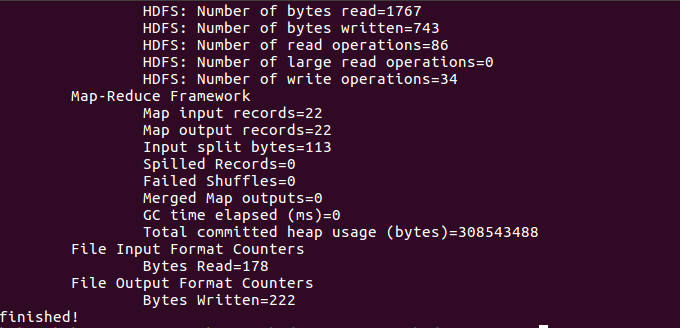 HDFS: Number of bytes read=1767
HDFS: Number of bytes written=743
HDFS: Number of read operations=86
HDFS: Number of large read operations=0
HDFS: Number of write operations=34
Map-Reduce Framework
Map input records=22
Map output records=22
Input split bytes=113
Spilled Records=0
Failed Shuffles=0
Merged Map outputs=0
GC time elapsed (ms)=0
Total committed heap usage (bytes)=308543488
File Input Format Counters
Bytes Read=178
File Output Format Counters
Bytes Written=222
finished!